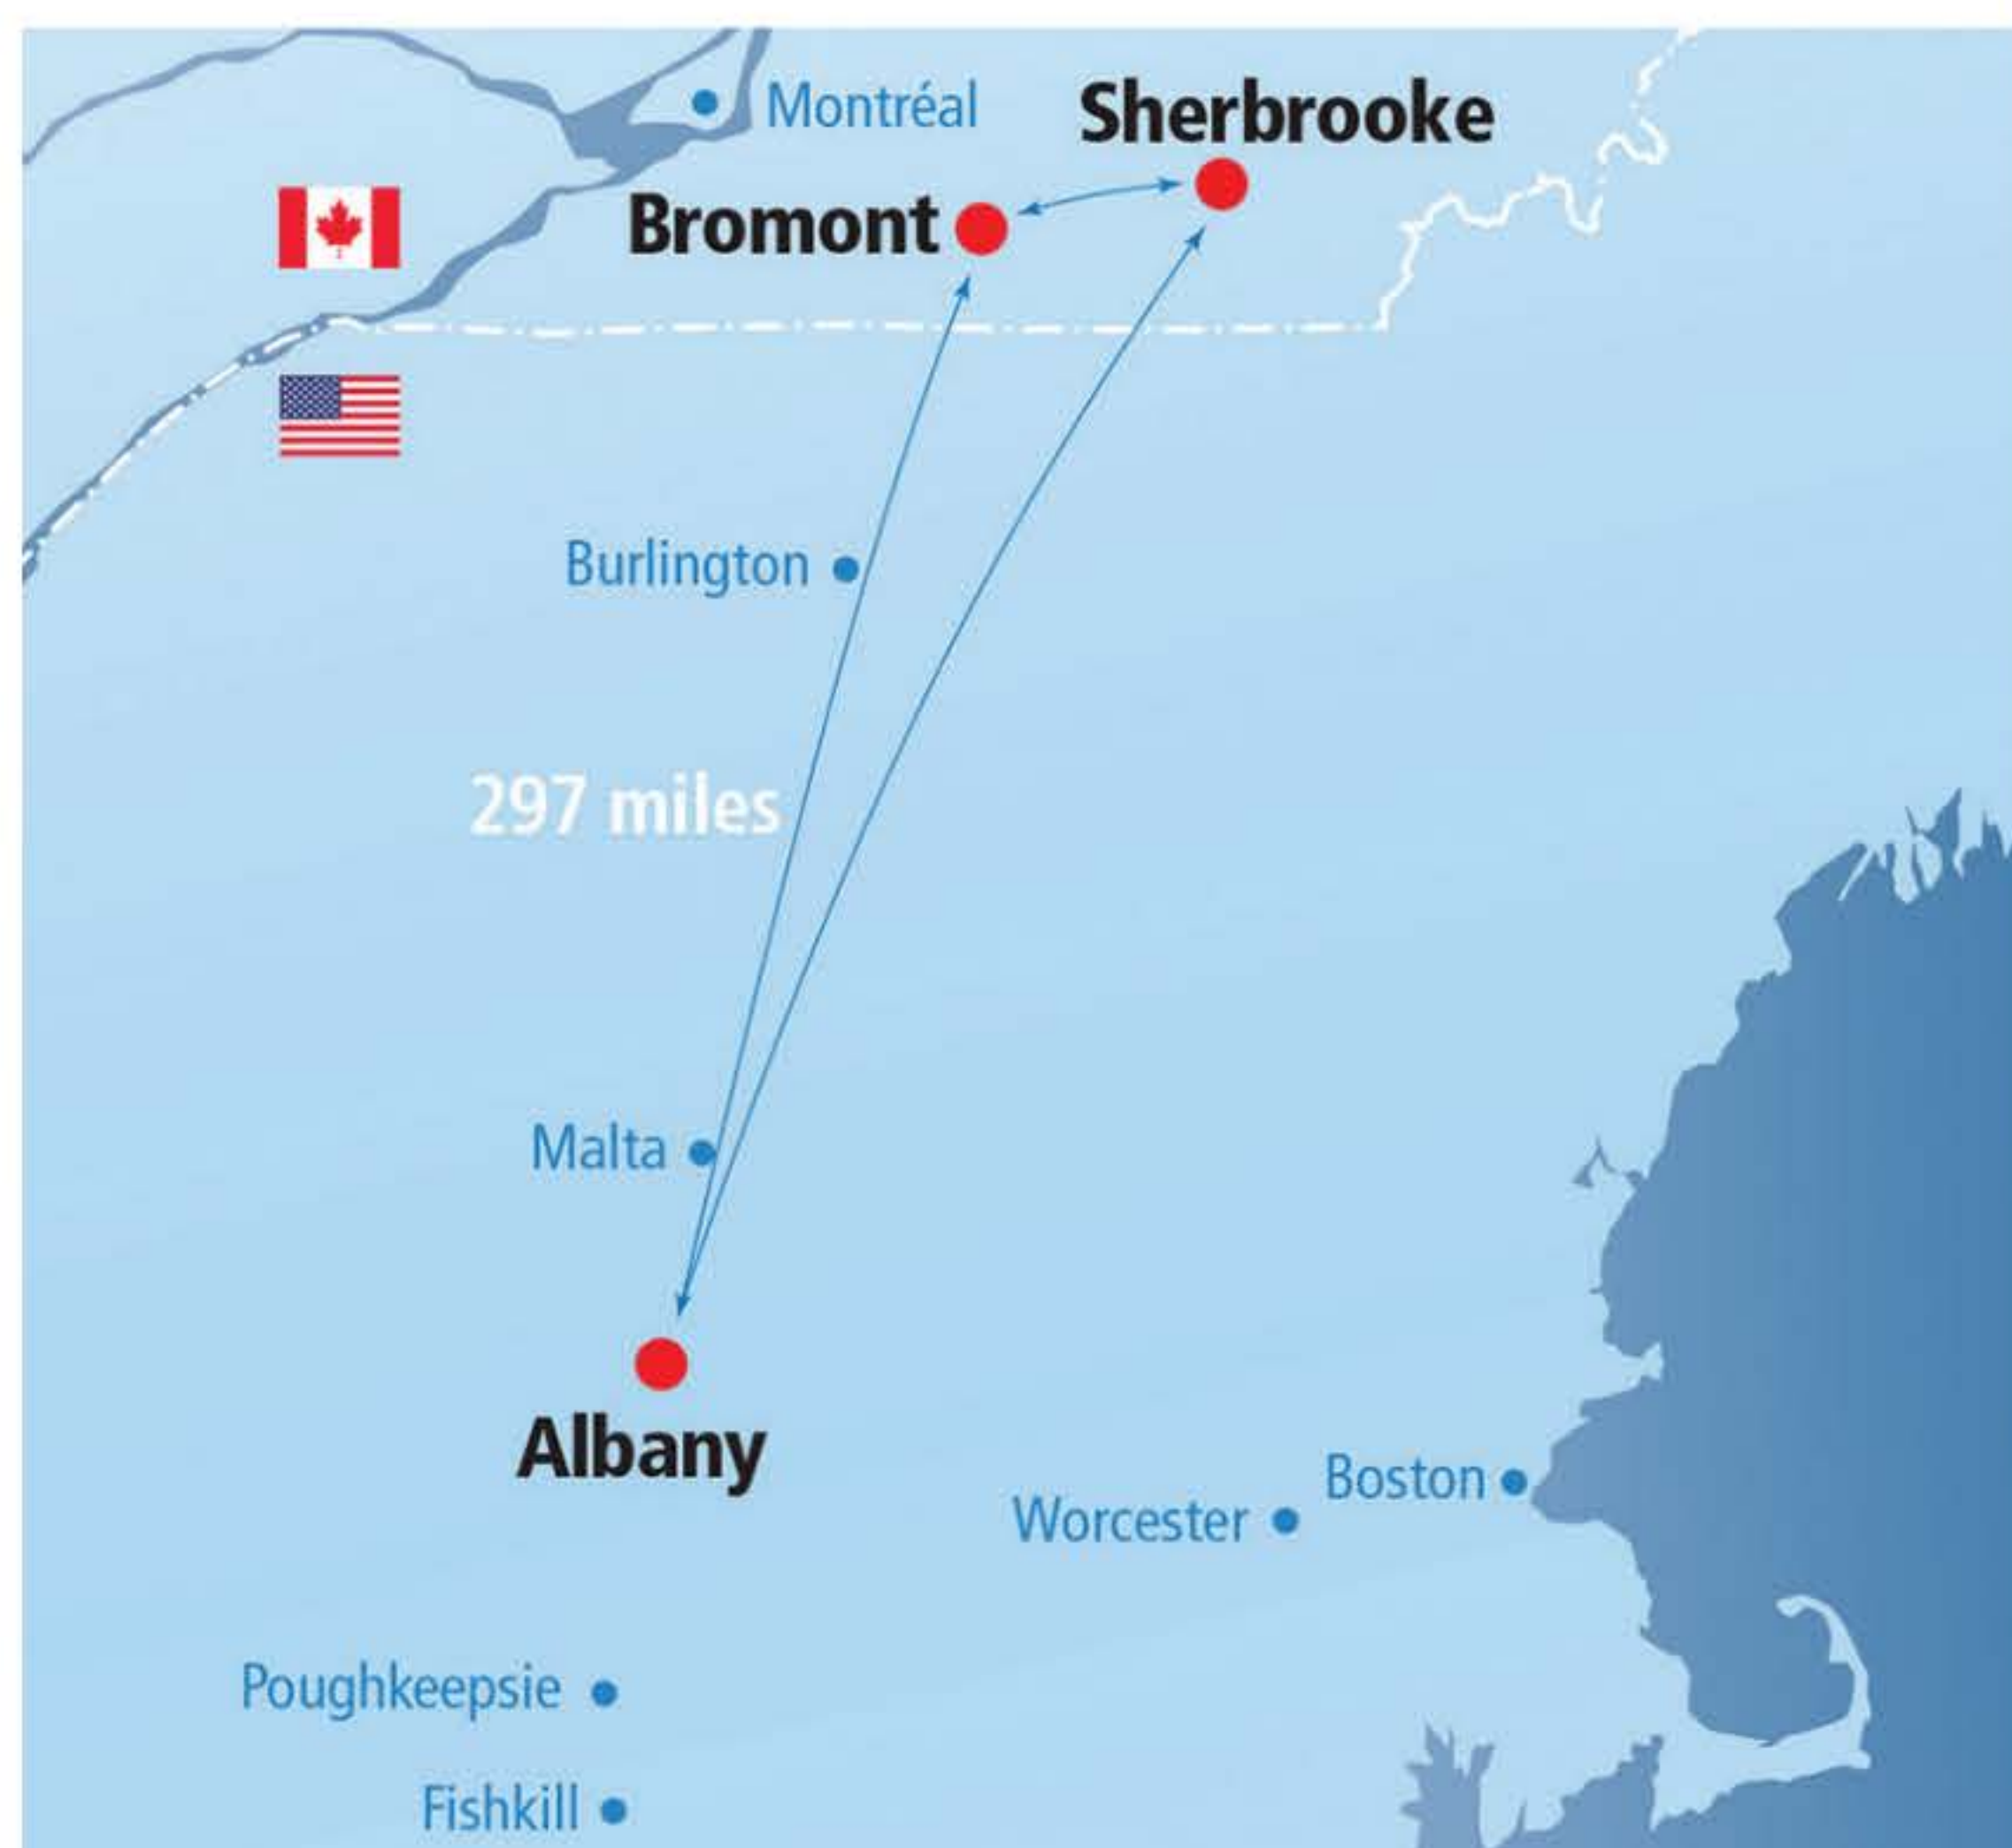 Montréal
Sherbrooke
Bromont
Burlington
297 miles
Malta
Albany
Boston
Worcester
Poughkeepsie
Fishkill